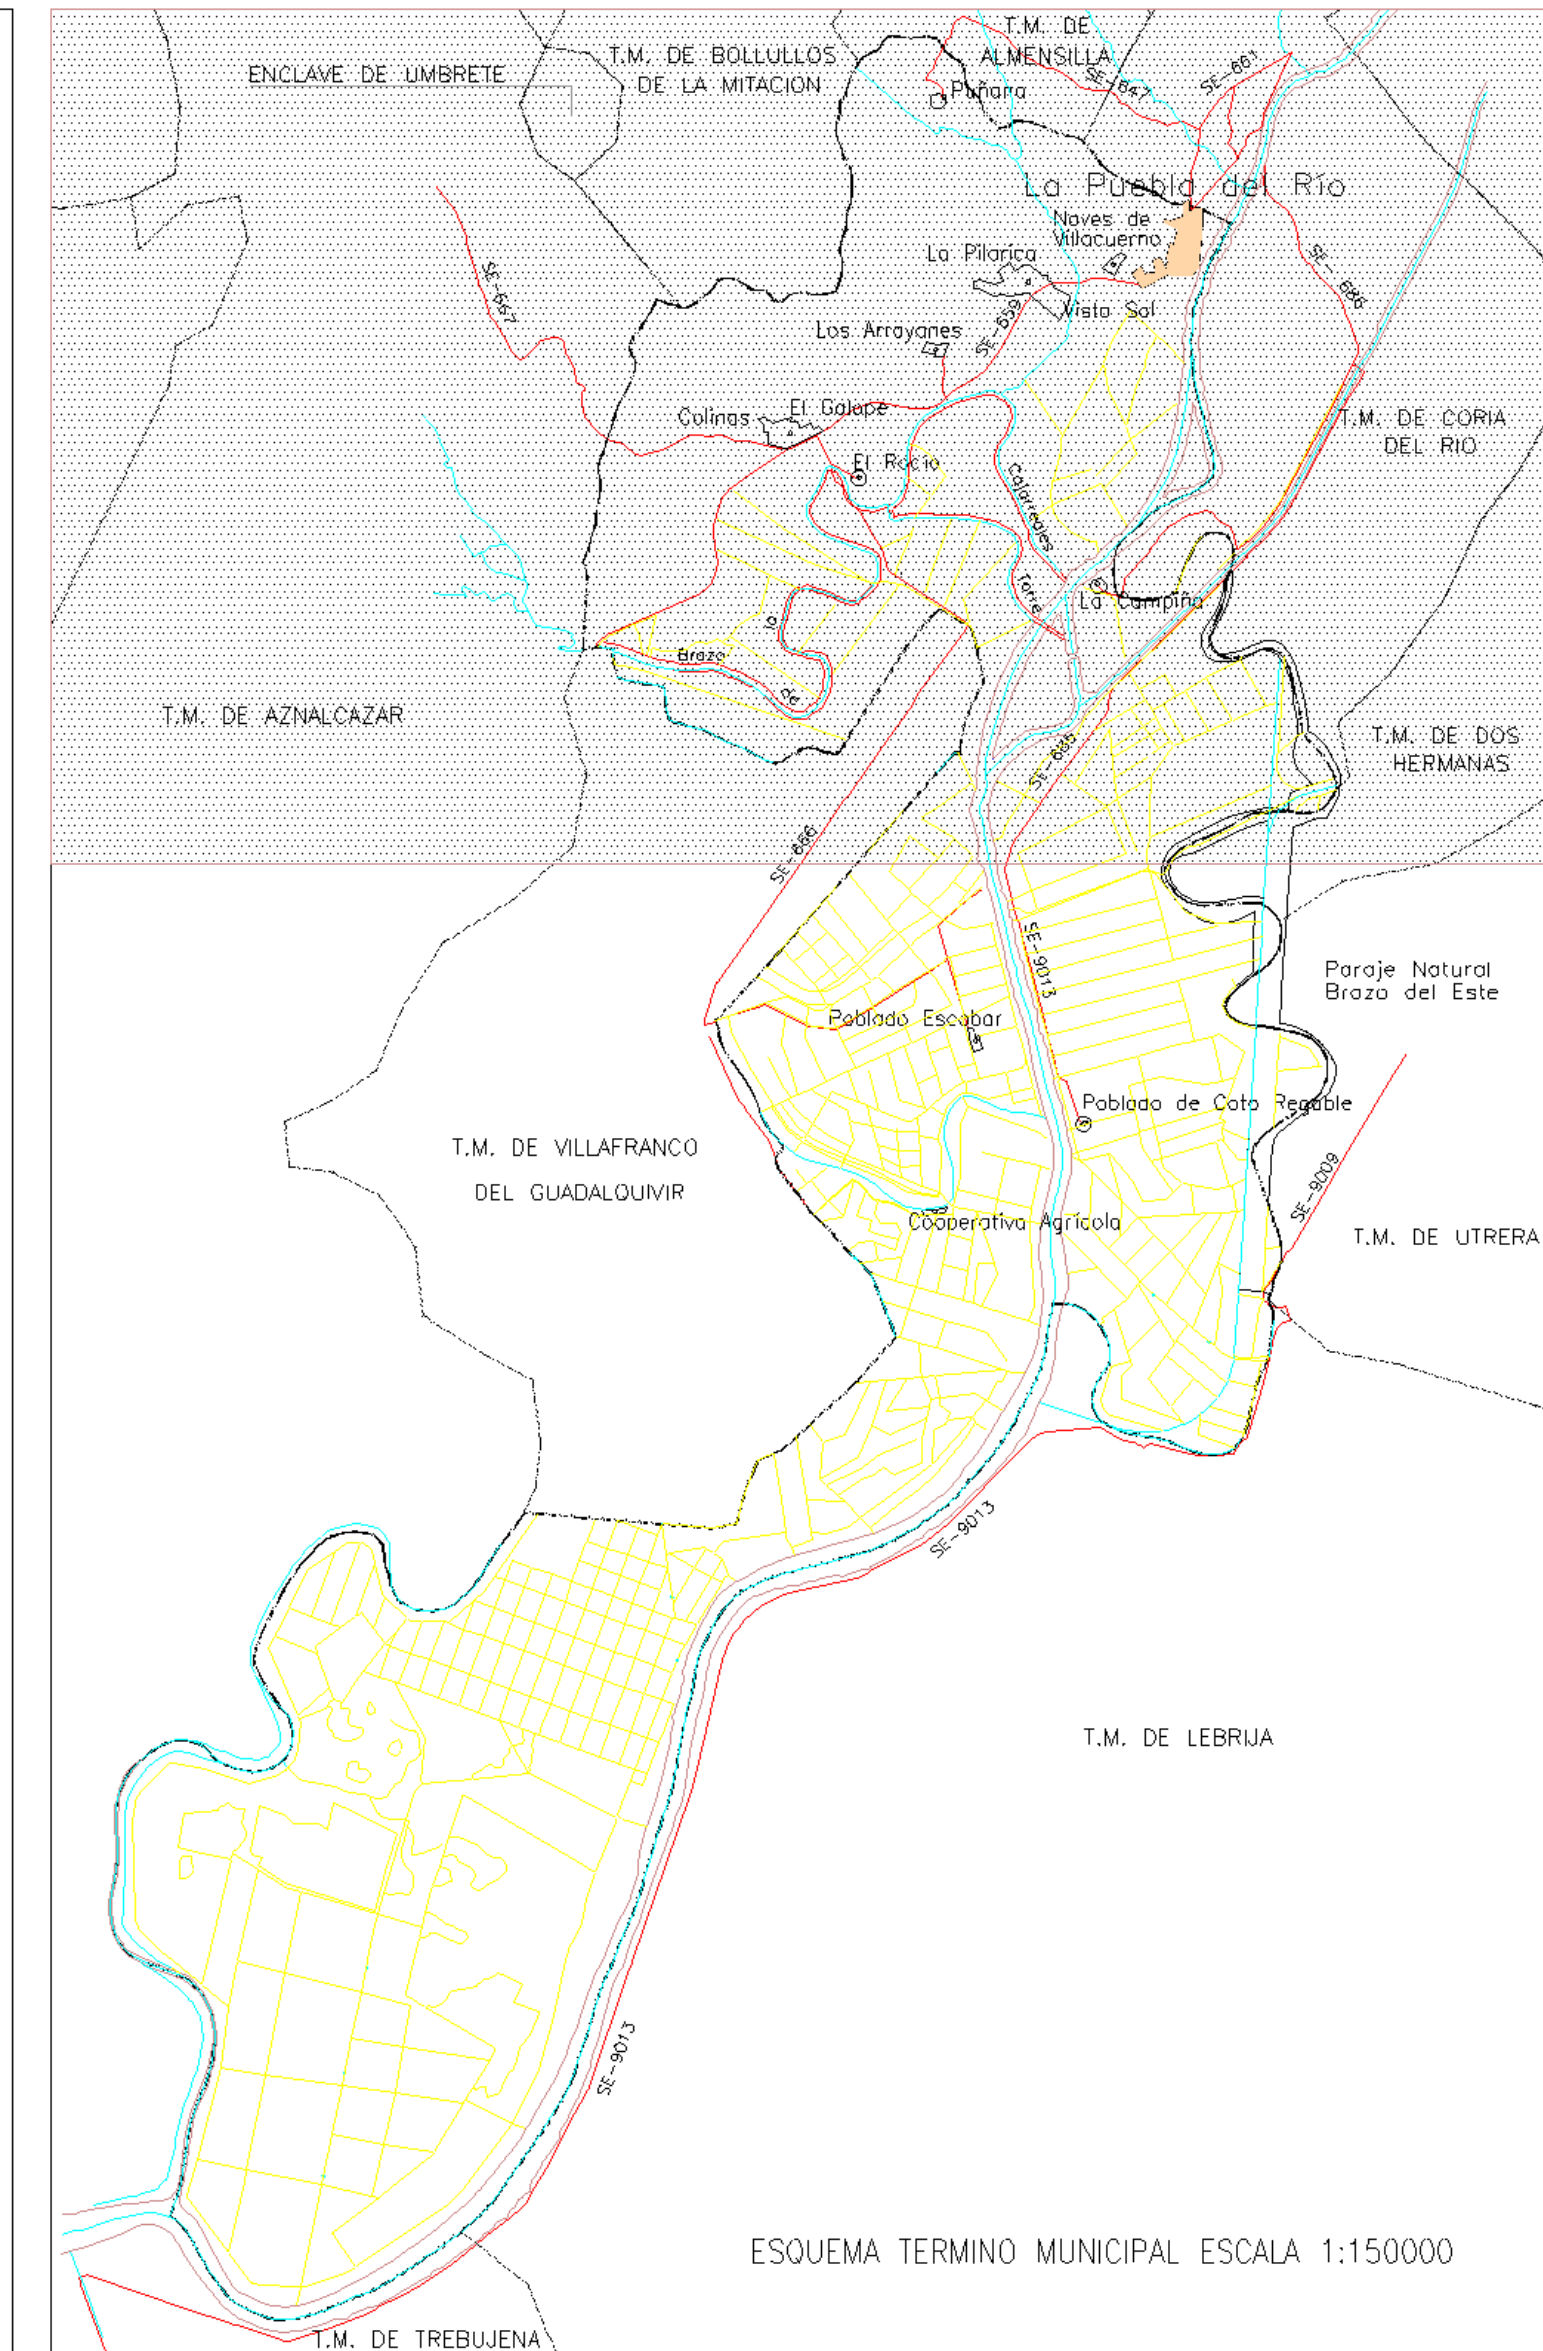 T.M. DE
ALMENSILLA
T.M. DE BOLLULLOS
DE LA MITACION
ENCLAVE DE UMBRETE
SE-647
SE-661
Puñana
La Puebla del Río
Naves de
Villacuerno
La Pilarica
SE-667
SE-686
Vista Sol
SE-659
Los Arrayanes
El Galope
Colinas
T.M. DE CORIA
DEL RIO
El Rocío
Cajarreales
Torre
La Campiña
la
Brazo
de
T.M. DE AZNALCAZAR
T.M. DE DOS
HERMANAS
SE-685
SE-666
SE-9013
Paraje Natural
Brazo del Este
Poblado Escobar
Poblado de Coto Regable
T.M. DE VILLAFRANCO
DEL GUADALQUIVIR
SE-9009
Cooperativa Agrícola
T.M. DE UTRERA
SE-9013
T.M. DE LEBRIJA
SE-9013
ESQUEMA TERMINO MUNICIPAL ESCALA 1:150000
T.M. DE TREBUJENA